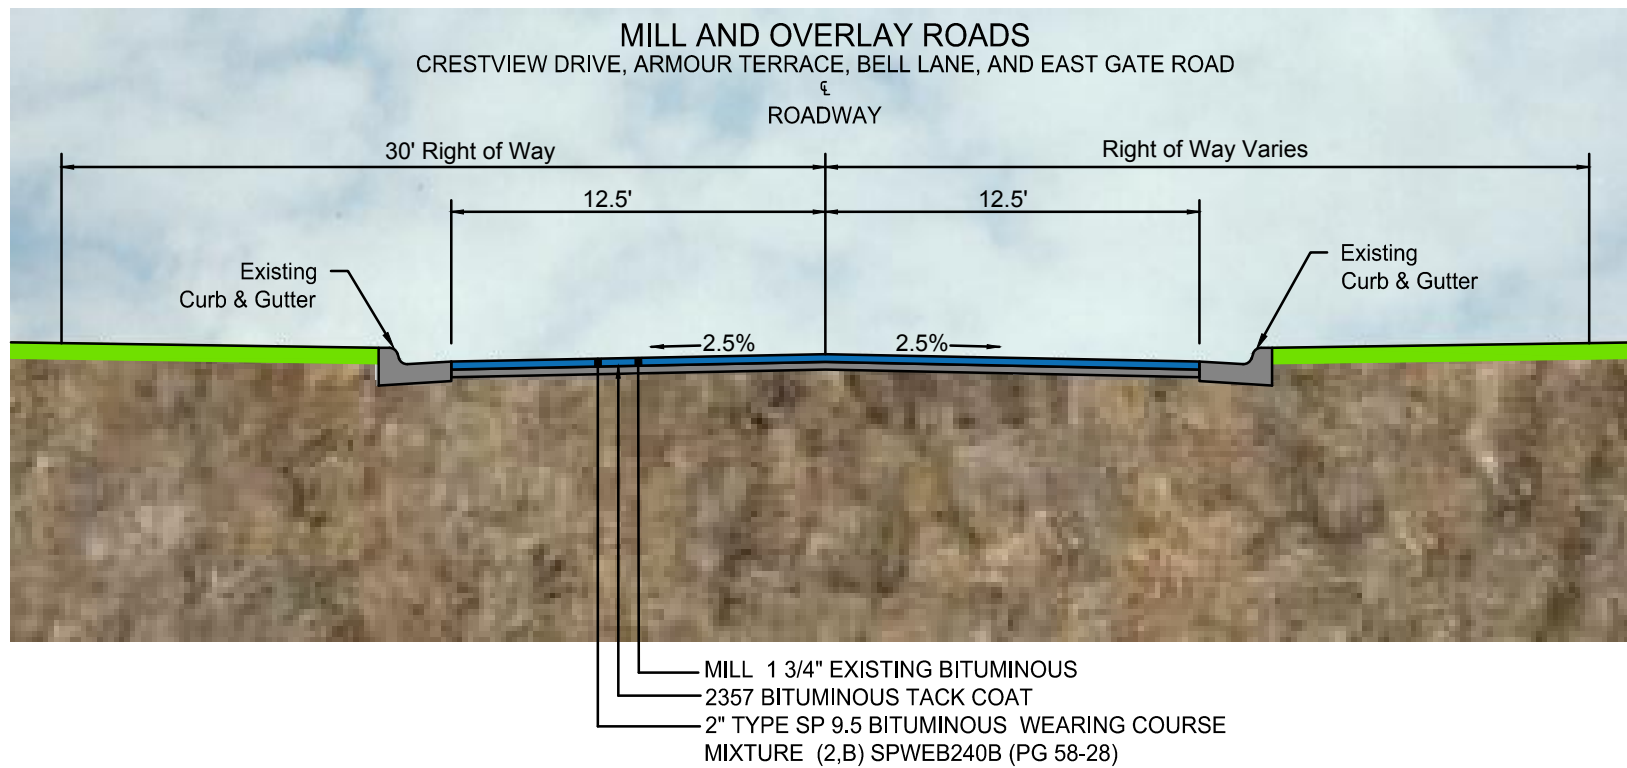 MILL AND OVERLAY ROADS
CRESTVIEW DRIVE, ARMOUR TERRACE, BELL LANE, AND EAST GATE ROAD
℄
ROADWAY
30' Right of Way
Right of Way Varies
12.5'
12.5'
Existing
Curb & Gutter
Existing
Curb & Gutter
2.5%
2.5%
MILL 1 3/4" EXISTING BITUMINOUS
2357 BITUMINOUS TACK COAT
2" TYPE SP 9.5 BITUMINOUS WEARING COURSE
MIXTURE (2,B) SPWEB240B (PG 58-28)